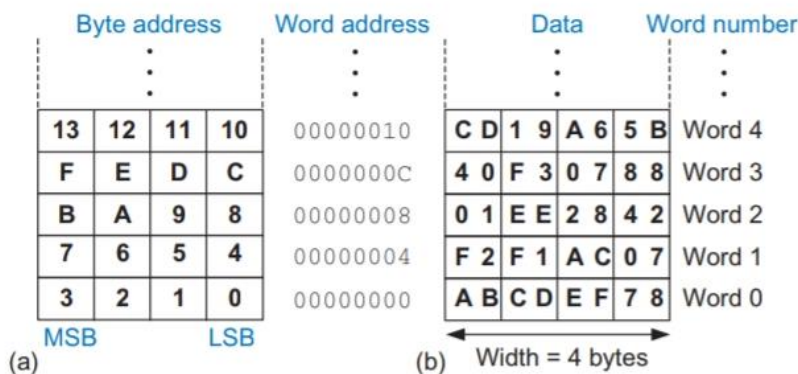 Byte address Word address Data Word number
13 12 11 10 00000010 C D 1 9 A 6 5 B Word 4
F E D C 0000000C 4 0 F 3 0 7 8 8 Word 3
B A 9 8 00000008 0 1 E E 2 8 4 2 Word 2
7 6 5 4 00000004 F 2 F 1 A C 0 7 Word 1
3 2 1 0 00000000 A B C D E F 7 8 Word 0
MSB LSB
(a) (b) Width = 4 bytes